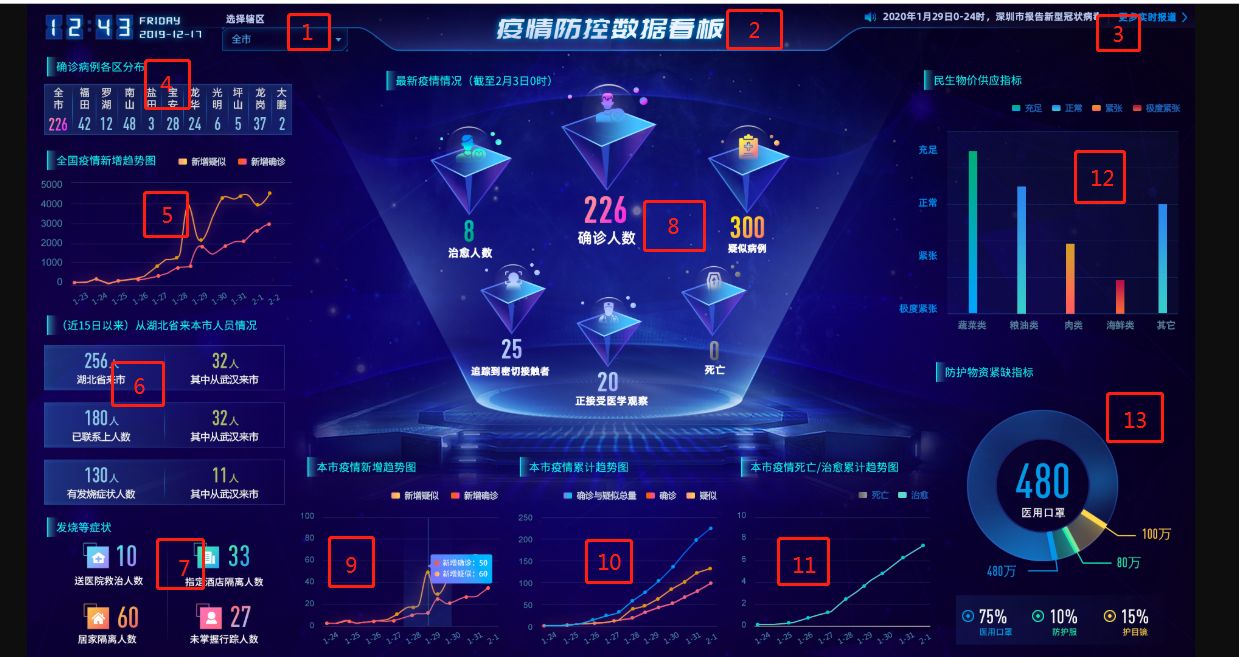 12:43 FRIDAY
2019-12-17
选择辖区
全市
1
疫情防控数据看板
2
2020年1月29日0-24时，深圳市报告新型冠状病毒
更多实时报道
3
确诊病例各区分布
4
全市 福田 罗湖 南山 盐田 宝安 龙华 光明 坪山 龙岗 大鹏
226 42 12 48 3 28 24 6 5 37 2
全国疫情新增趋势图
新增疑似 新增确诊
5000
4000
3000
2000
1000
0
1-23 1-24 1-25 1-26 1-27 1-28 1-29 1-30 1-31 2-1 2-2
5
（近15日以来）从湖北省来本市人员情况
256人 32人
湖北省来市 其中从武汉来市
6
180人 32人
已联系上人数 其中从武汉来市
130人 11人
有发烧症状人数 其中从武汉来市
发烧等症状
10 33
送医院救治人数 指定酒店隔离人数
7
60 27
居家隔离人数 未掌握行踪人数
最新疫情情况（截至2月3日0时）
226
确诊人数
8
8
治愈人数
300
疑似病例
25
追踪到密切接触者
20
正接受医学观察
0
死亡
本市疫情新增趋势图
新增疑似 新增确诊
100
80
60
40
20
0
1-23 1-24 1-25 1-26 1-27 1-28 1-29 1-30 1-31 2-1
新增确诊：50
新增疑似：60
9
本市疫情累计趋势图
确诊与疑似总量 确诊 疑似
250
200
150
100
50
0
1-24 1-25 1-26 1-27 1-28 1-29 1-30 1-31 2-1
10
本市疫情死亡/治愈累计趋势图
死亡 治愈
10
8
6
4
2
0
1-24 1-25 1-26 1-27 1-28 1-29 1-30 1-31 2-1
11
民生物价供应指标
充足 正常 紧张 极度紧张
充足
正常
紧张
极度紧张
蔬菜类 粮油类 肉类 海鲜类 其它
12
防护物资紧缺指标
13
480
医用口罩
100万
80万
480万
75% 10% 15%
医用口罩 防护服 护目镜